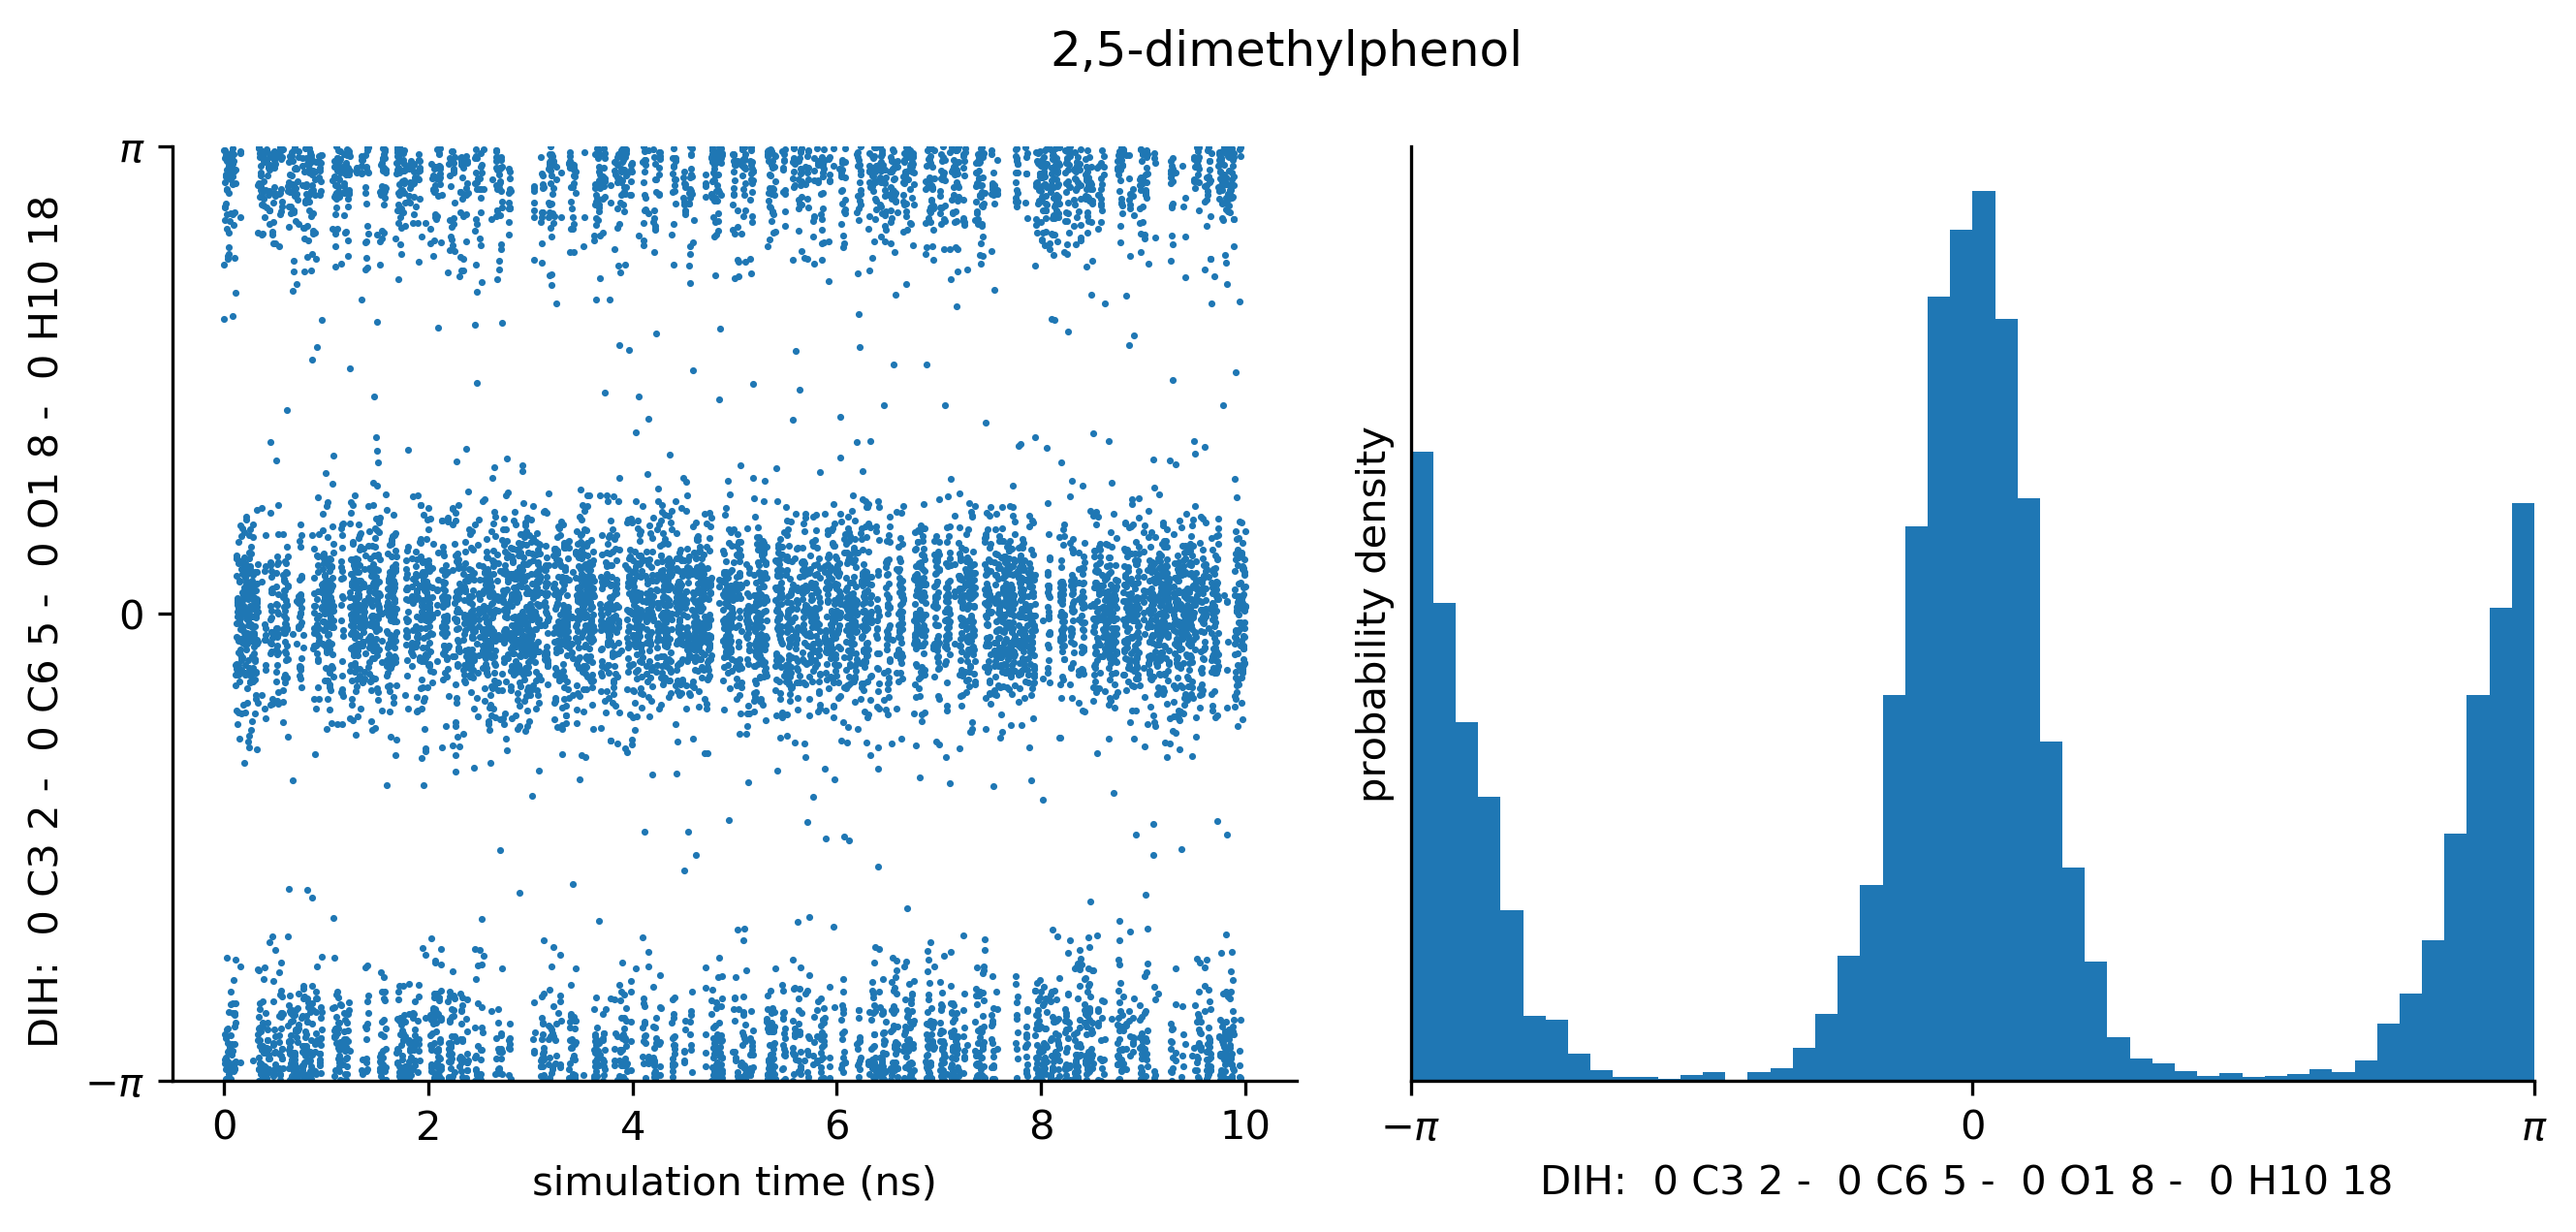 2,5-dimethylphenol
DIH: 0 C3 2 - 0 C6 5 - 0 O1 8 - 0 H10 18
π
0
−π
0 2 4 6 8 10
simulation time (ns)
probability density
−π 0 π
DIH: 0 C3 2 - 0 C6 5 - 0 O1 8 - 0 H10 18